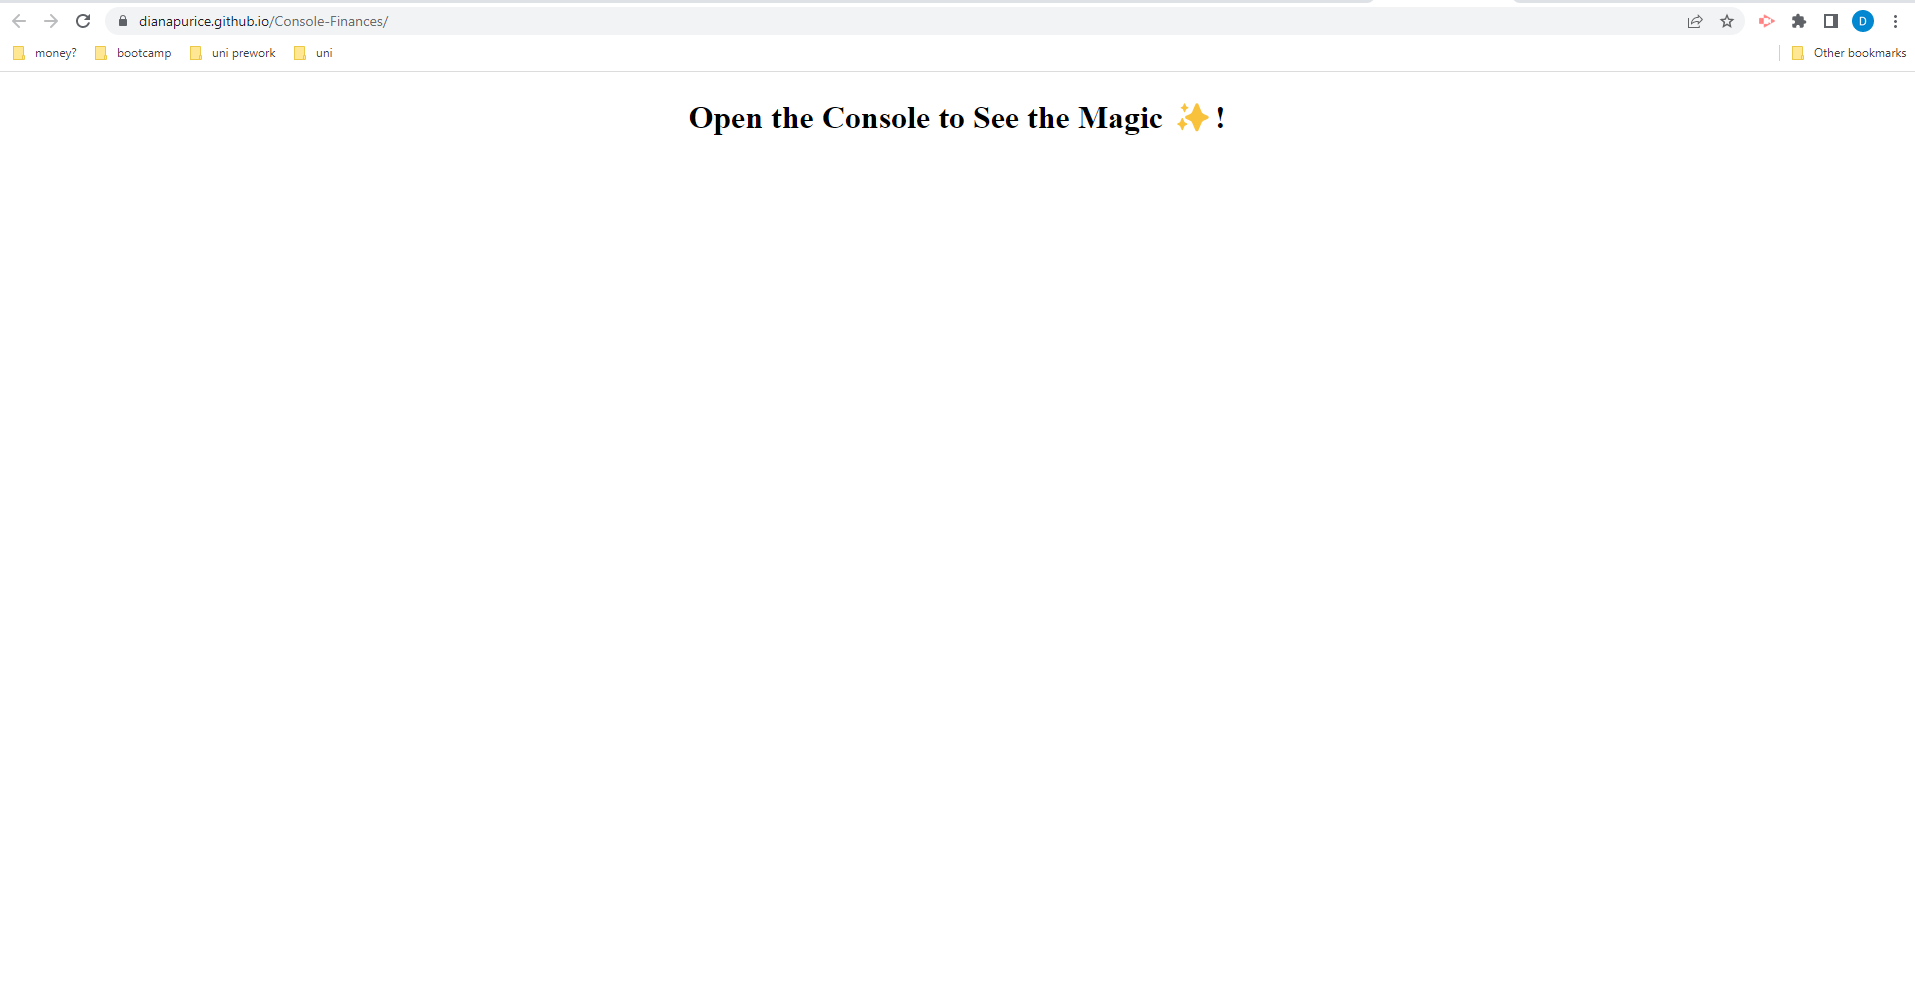 dianapurice.github.io/Console-Finances/
D
money? bootcamp uni prework uni Other bookmarks
Open the Console to See the Magic ✨!